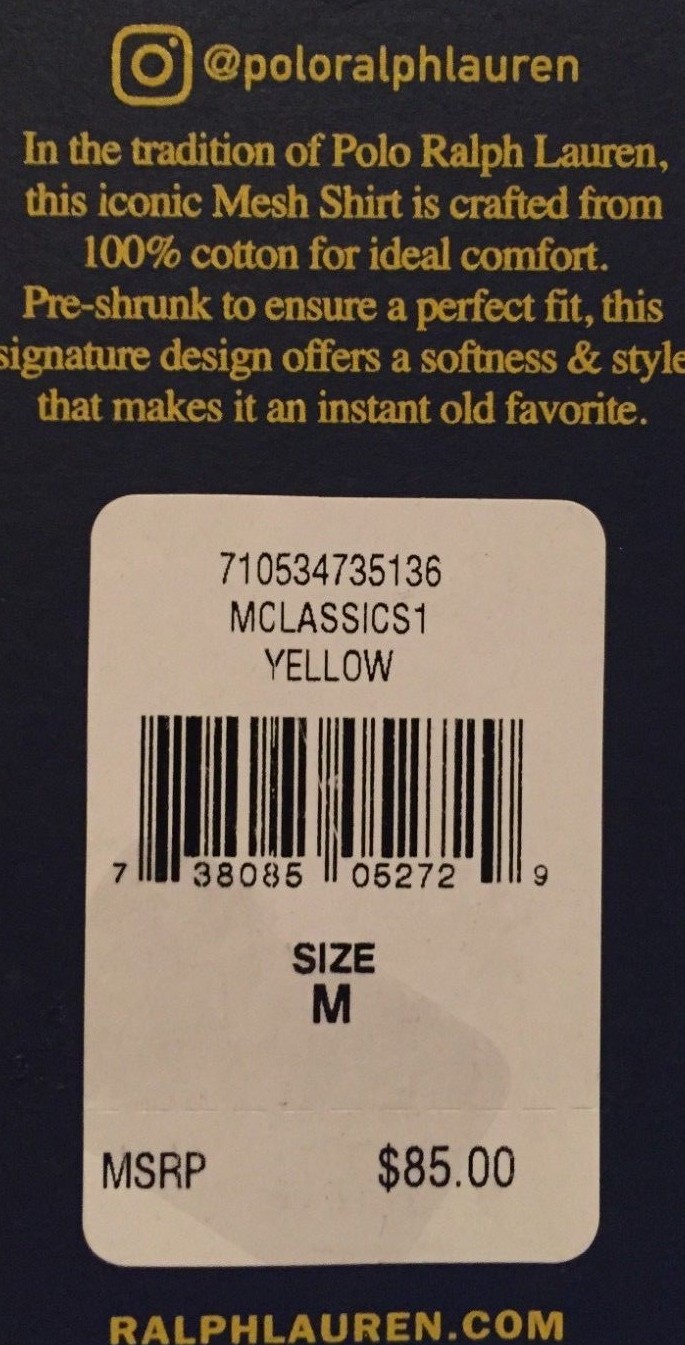 @poloralphlauren
In the tradition of Polo Ralph Lauren,
this iconic Mesh Shirt is crafted from
100% cotton for ideal comfort.
Pre-shrunk to ensure a perfect fit, this
signature design offers a softness & style
that makes it an instant old favorite.
710534735136
MCLASSICS1
YELLOW
7 38085 05272 9
SIZE
M
MSRP $85.00
RALPHLAUREN.COM